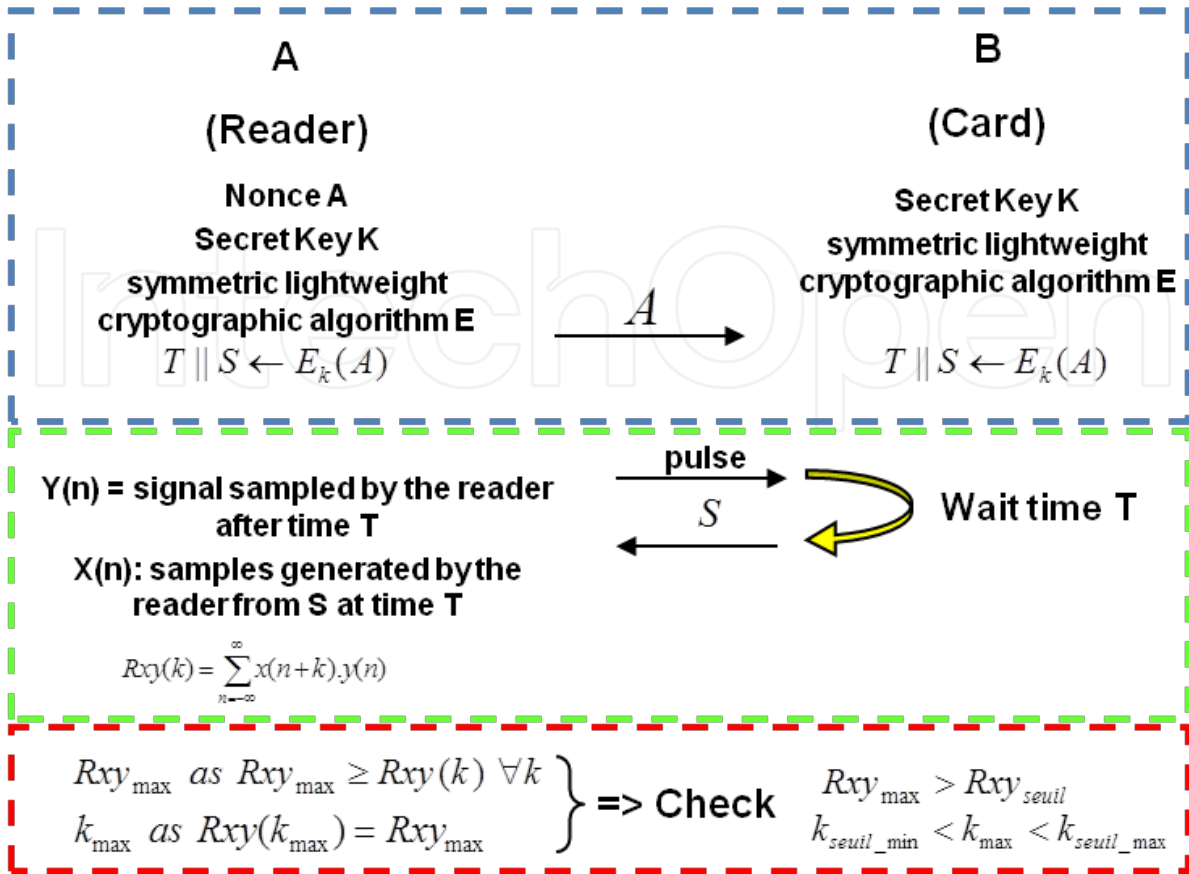 A
(Reader)
Nonce A
Secret Key K
symmetric lightweight
cryptographic algorithm E
T || S ← E_k(A)
A
B
(Card)
Secret Key K
symmetric lightweight
cryptographic algorithm E
T || S ← E_k(A)
IntechOpen
Y(n) = signal sampled by the reader
after time T
X(n): samples generated by the
reader from S at time T
Rxy(k) = ∑_{n=-∞}^{∞} x(n+k).y(n)
pulse
S
Wait time T
Rxy_max as Rxy_max ≥ Rxy(k) ∀k
k_max as Rxy(k_max) = Rxy_max
=> Check
Rxy_max > Rxy_seuil
k_seuil_min < k_max < k_seuil_max